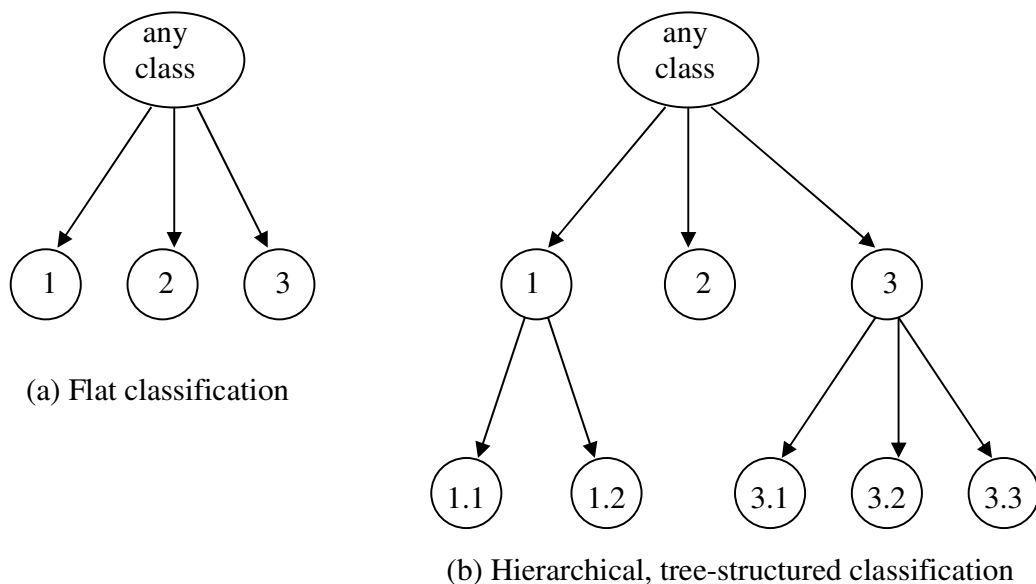 any
class
1
2
3
(a) Flat classification
any
class
1
2
3
1.1
1.2
3.1
3.2
3.3
(b) Hierarchical, tree-structured classification